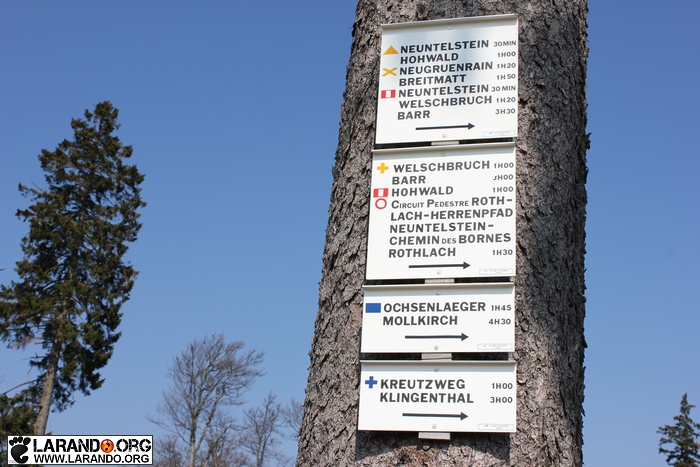 NEUNTELSTEIN 30MIN
HOHWALD 1H00
NEUGRUENRAIN 1H20
BREITMATT 1H50
NEUNTELSTEIN 30 MIN
WELSCHBRUCH 1H20
BARR 3H30
WELSCHBRUCH 1H00
BARR JH00
HOHWALD 1H00
CIRCUIT PEDESTRE ROTH-
LACH-HERRENPFAD
NEUNTELSTEIN-
CHEMIN DES BORNES
ROTHLACH 1H30
OCHSENLAEGER 1H45
MOLLKIRCH 4H30
KREUTZWEG 1H00
KLINGENTHAL 3H00
LARANDO.ORG
WWW.LARANDO.ORG